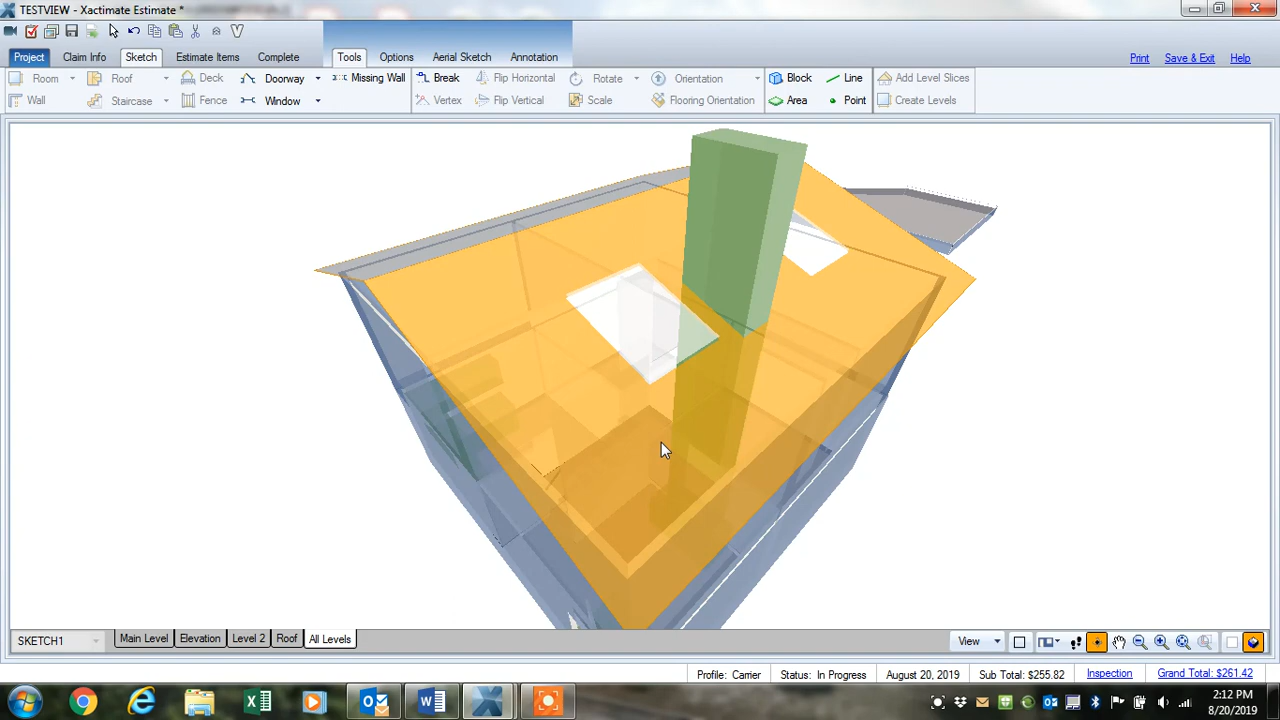 TESTVIEW - Xactimate Estimate *
Project Claim Info Sketch Estimate Items Complete Tools Options Aerial Sketch Annotation Print Save & Exit Help
Room Roof Deck Doorway Missing Wall Break Flip Horizontal Rotate Orientation Block Line Add Level Slices
Wall Staircase Fence Window Vertex Flip Vertical Scale Flooring Orientation Area Point Create Levels
SKETCH1 Main Level Elevation Level 2 Roof All Levels View
Profile: Carrier Status: In Progress August 20, 2019 Sub Total: $255.82 Inspection Grand Total: $261.42
2:12 PM
8/20/2019